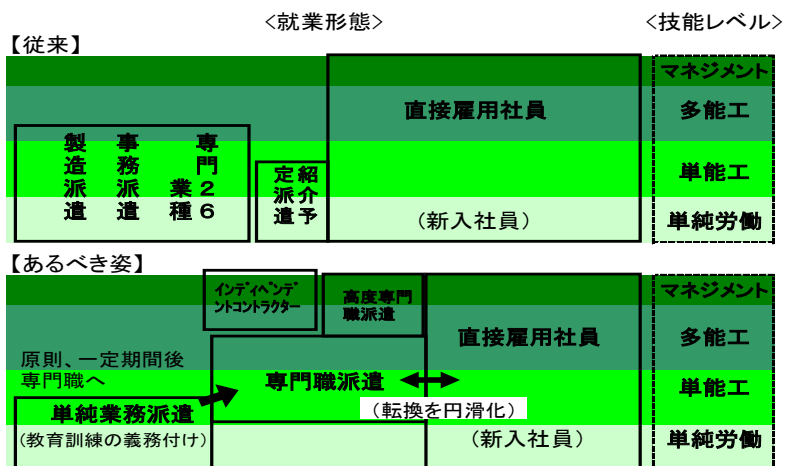 <就業形態>
<技能レベル>
【従来】
マネジメント
直接雇用社員
多能工
製造派遣
事務派遣
専門26
業種
紹介予
定派遣
単能工
(新入社員)
単純労働
【あるべき姿】
インディペンデ
ントコントラクター
高度専門
職派遣
マネジメント
直接雇用社員
多能工
原則、一定期間後
専門職へ
専門職派遣
単能工
(転換を円滑化)
単純業務派遣
(教育訓練の義務付け)
(新入社員)
単純労働